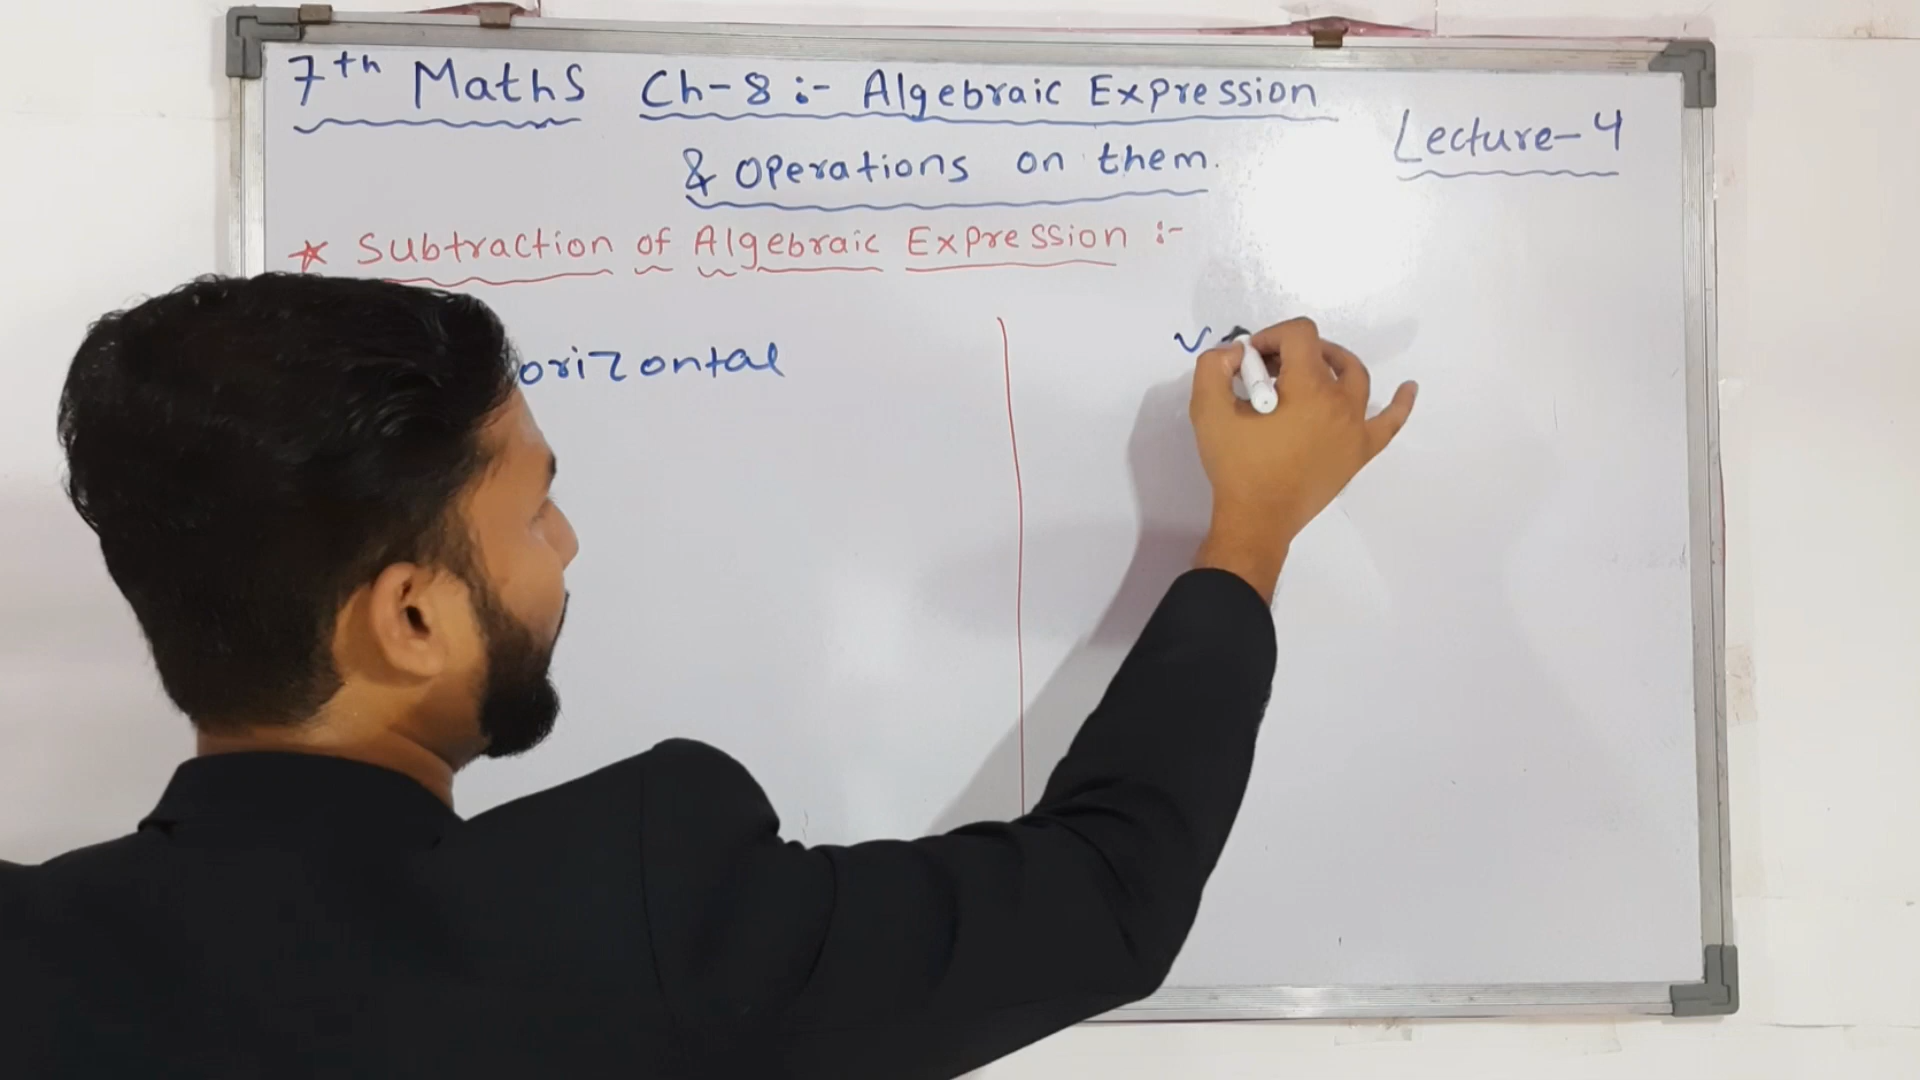 7th Maths Ch-8 :- Algebraic Expression
& Operations on them.
Lecture-4
* Subtraction of Algebraic Expression :-
orizontal
v